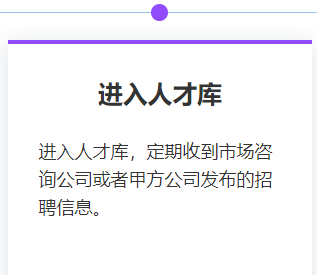 进入人才库
进入人才库，定期收到市场咨
询公司或者甲方公司发布的招
聘信息。